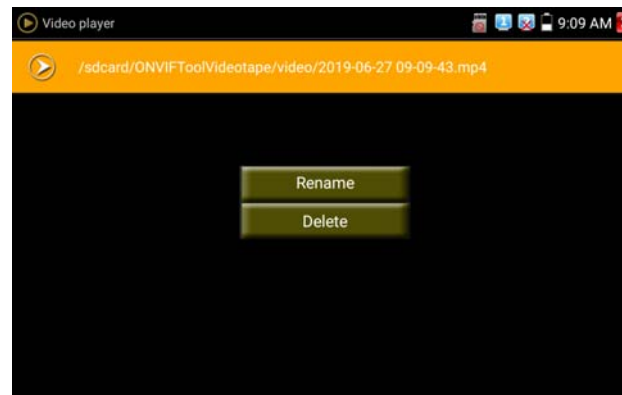 Video player
9:09 AM
/sdcard/ONVIFToolVideotape/video/2019-06-27 09-09-43.mp4
Rename
Delete